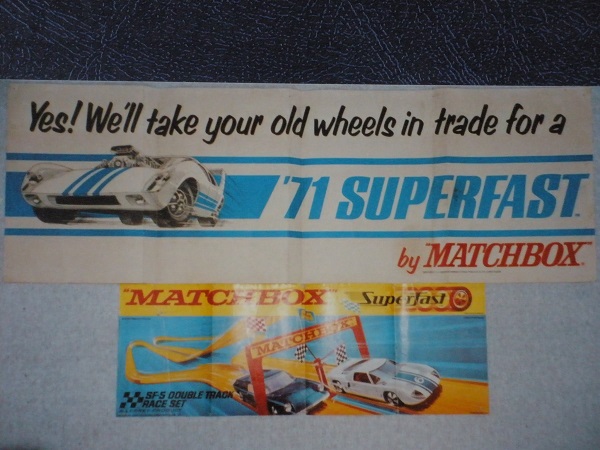 Yes! We'll take your old wheels in trade for a
'71 SUPERFAST
by MATCHBOX
"MATCHBOX" Superfast
MATCHBOX
SF-5 DOUBLE TRACK
RACE SET